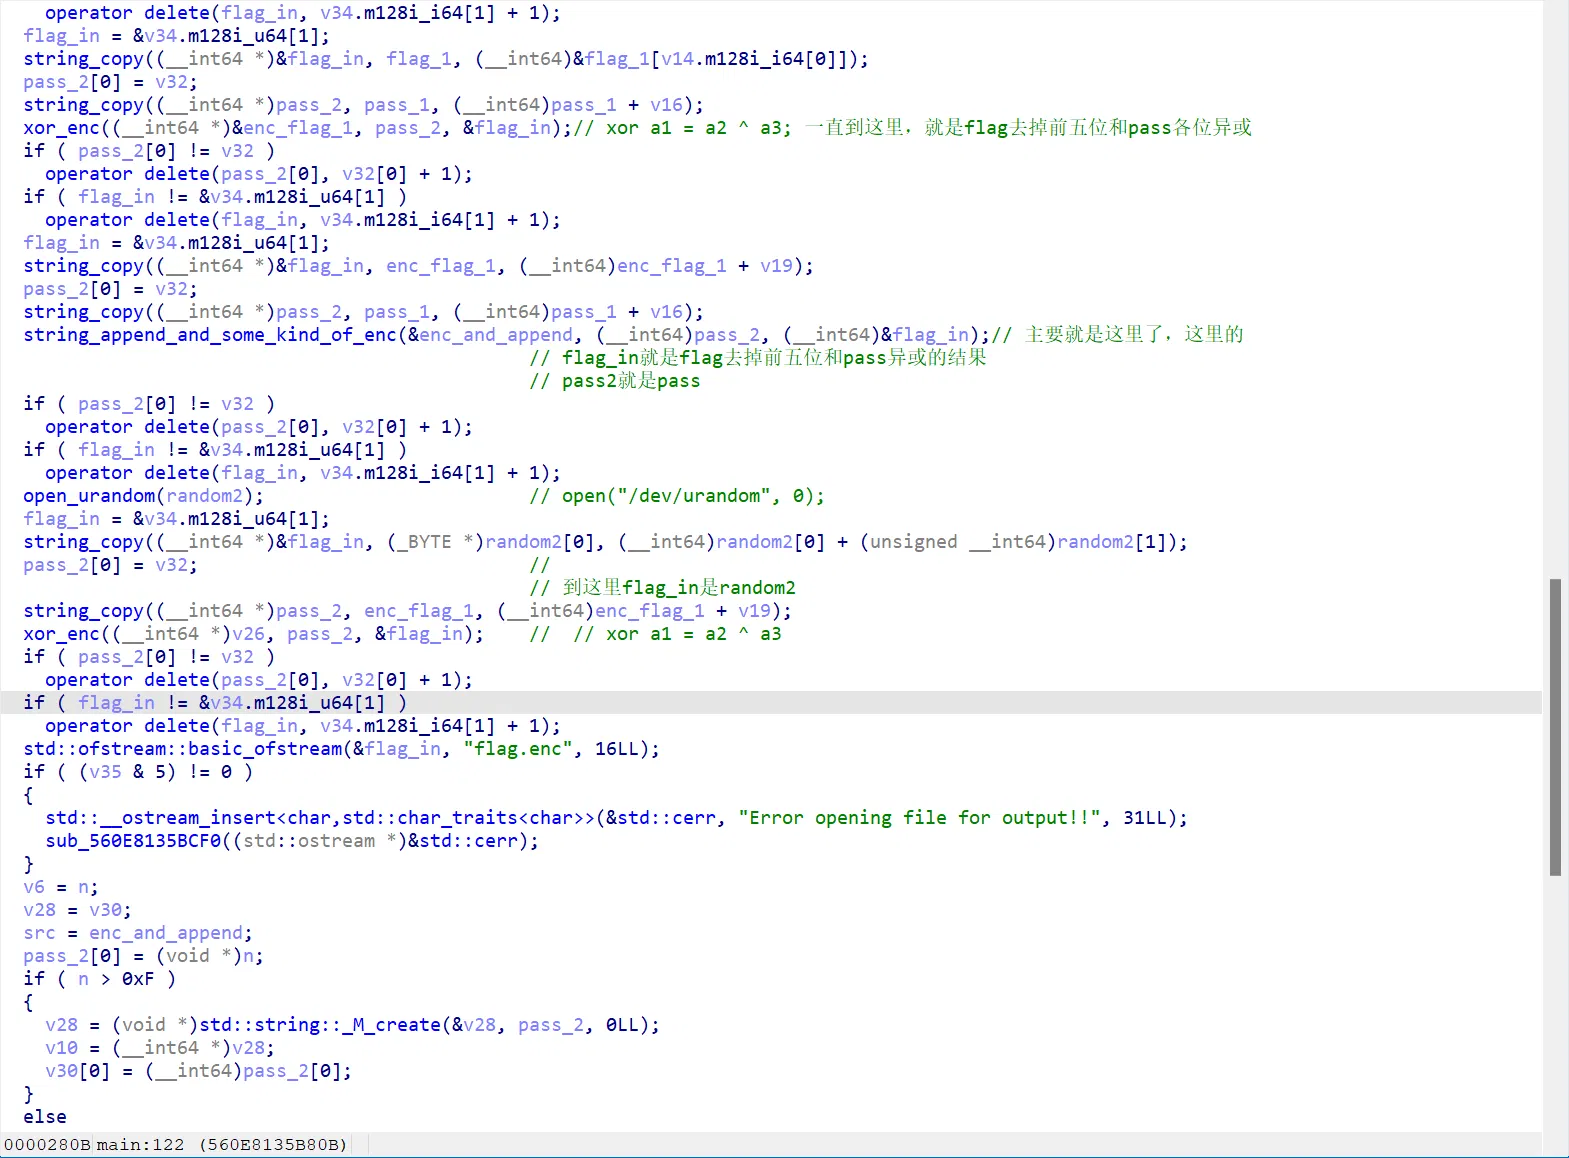 operator delete(flag_in, v34.m128i_i64[1] + 1);
flag_in = &v34.m128i_u64[1];
string_copy((__int64 *)&flag_in, flag_1, (__int64)&flag_1[v14.m128i_i64[0]]);
pass_2[0] = v32;
string_copy((__int64 *)pass_2, pass_1, (__int64)pass_1 + v16);
xor_enc((__int64 *)&enc_flag_1, pass_2, &flag_in);// xor a1 = a2 ^ a3; 一直到这里，就是flag去掉前五位和pass各位异或
if ( pass_2[0] != v32 )
operator delete(pass_2[0], v32[0] + 1);
if ( flag_in != &v34.m128i_u64[1] )
operator delete(flag_in, v34.m128i_i64[1] + 1);
flag_in = &v34.m128i_u64[1];
string_copy((__int64 *)&flag_in, enc_flag_1, (__int64)enc_flag_1 + v19);
pass_2[0] = v32;
string_copy((__int64 *)pass_2, pass_1, (__int64)pass_1 + v16);
string_append_and_some_kind_of_enc(&enc_and_append, (__int64)pass_2, (__int64)&flag_in);// 主要就是这里了，这里的
// flag_in就是flag去掉前五位和pass异或的结果
// pass2就是pass
if ( pass_2[0] != v32 )
operator delete(pass_2[0], v32[0] + 1);
if ( flag_in != &v34.m128i_u64[1] )
operator delete(flag_in, v34.m128i_i64[1] + 1);
open_urandom(random2); // open("/dev/urandom", 0);
flag_in = &v34.m128i_u64[1];
string_copy((__int64 *)&flag_in, (_BYTE *)random2[0], (__int64)random2[0] + (unsigned __int64)random2[1]);
pass_2[0] = v32; //
// 到这里flag_in是random2
string_copy((__int64 *)pass_2, enc_flag_1, (__int64)enc_flag_1 + v19);
xor_enc((__int64 *)v26, pass_2, &flag_in); // // xor a1 = a2 ^ a3
if ( pass_2[0] != v32 )
operator delete(pass_2[0], v32[0] + 1);
if ( flag_in != &v34.m128i_u64[1] )
operator delete(flag_in, v34.m128i_i64[1] + 1);
std::ofstream::basic_ofstream(&flag_in, "flag.enc", 16LL);
if ( (v35 & 5) != 0 )
{
std::__ostream_insert<char,std::char_traits<char>>(&std::cerr, "Error opening file for output!!", 31LL);
sub_560E8135BCF0((std::ostream *)&std::cerr);
}
v6 = n;
v28 = v30;
src = enc_and_append;
pass_2[0] = (void *)n;
if ( n > 0xF )
{
v28 = (void *)std::string::_M_create(&v28, pass_2, 0LL);
v10 = (__int64 *)v28;
v30[0] = (__int64)pass_2[0];
}
else
0000280B main:122 (560E8135B80B)